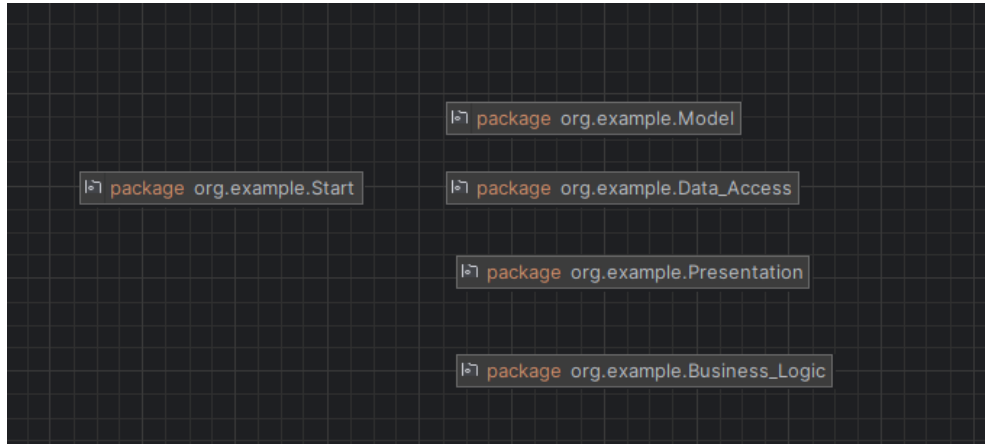 package org.example.Model
package org.example.Start
package org.example.Data_Access
package org.example.Presentation
package org.example.Business_Logic